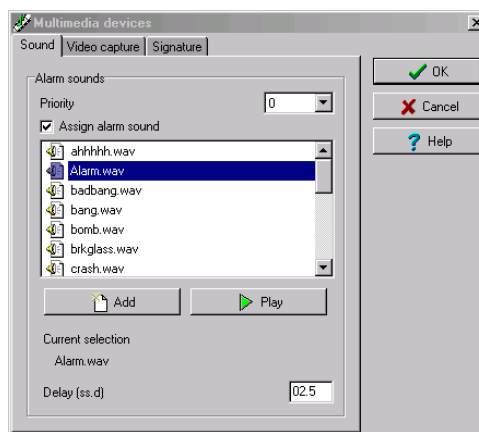 Multimedia devices
Sound Video capture Signature
Alarm sounds
Priority 0
Assign alarm sound
ahhhhh.wav
Alarm.wav
badbang.wav
bang.wav
bomb.wav
brkglass.wav
crash.wav
Add Play
Current selection
Alarm.wav
Delay (ss.d) 02.5
OK
Cancel
Help